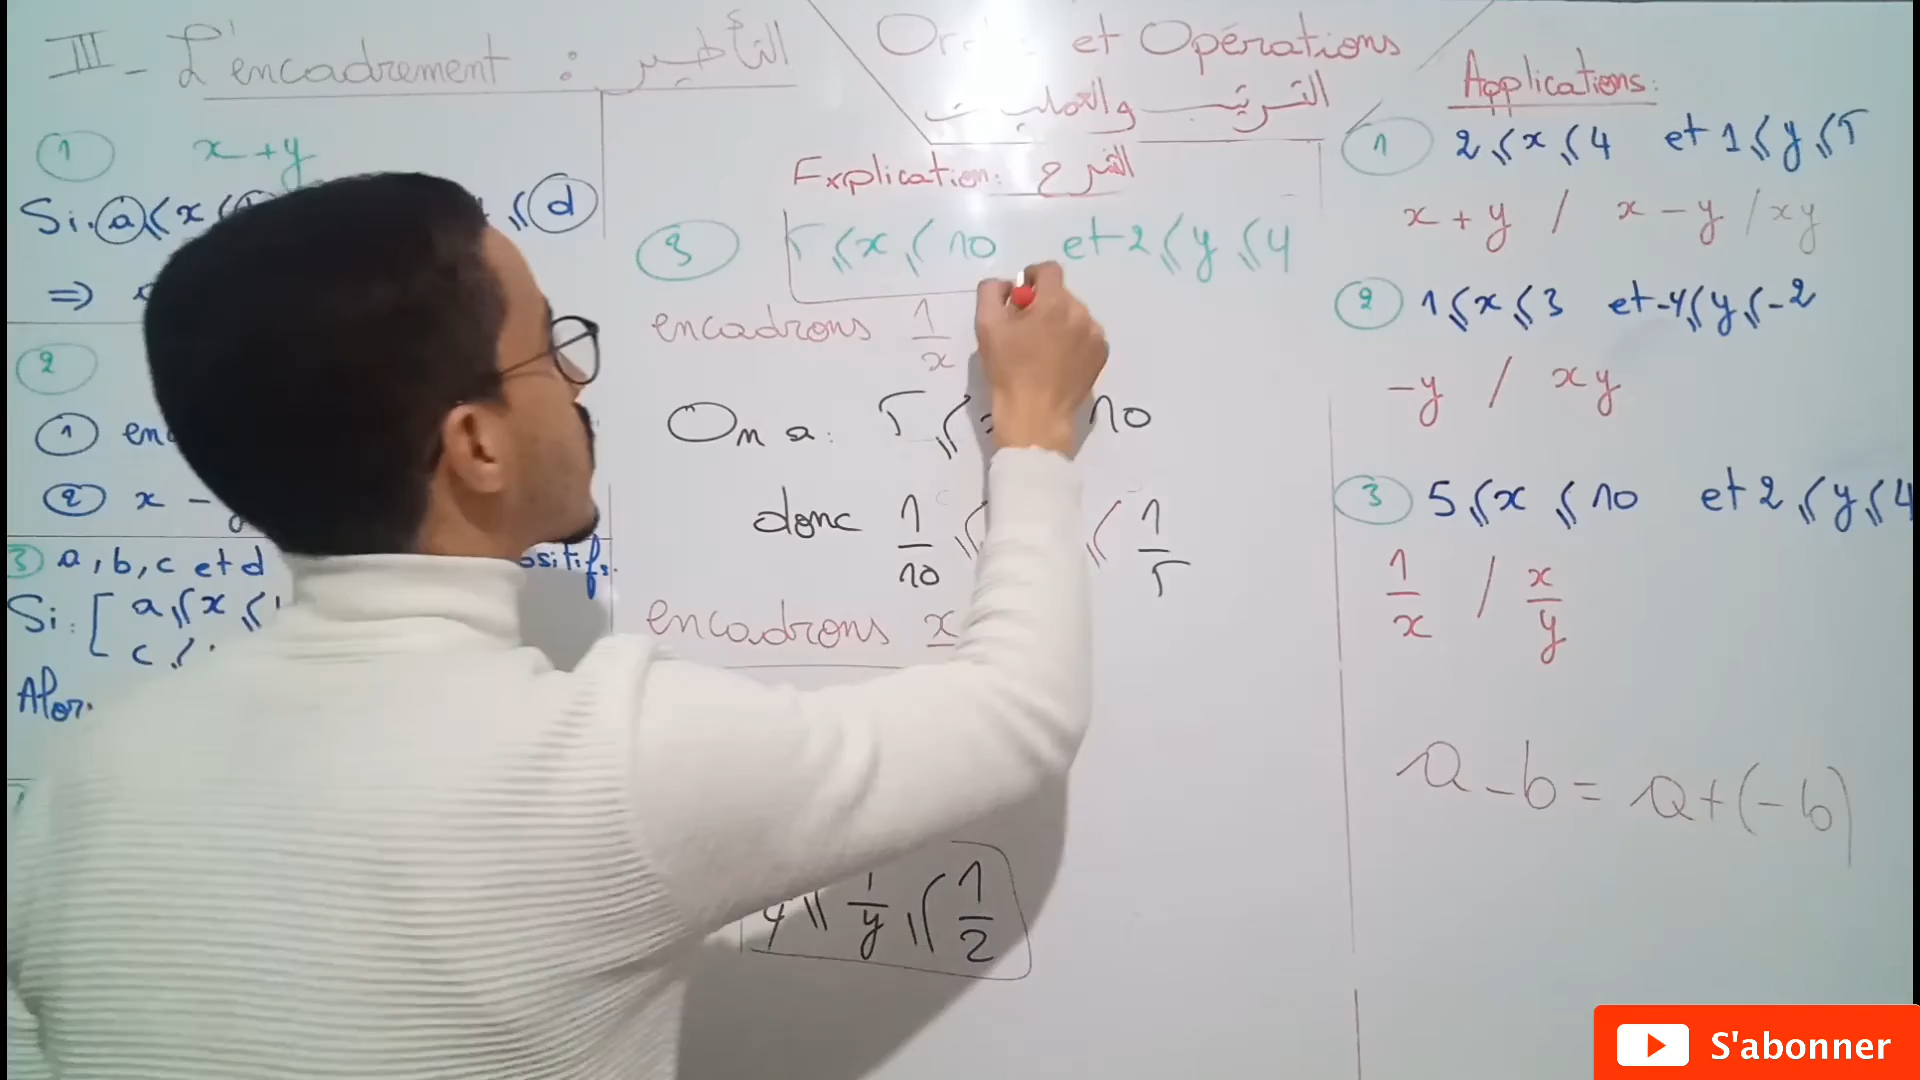 III - L'encadrement : التأطير
1 x + y
Si. a ⩽ x ⩽ ⩽ d
⇒
2
1
2 x -
3 a, b, c et d ositifs.
Si : [ a ⩽ x ⩽
c
Alor
Ordre et Opérations
الترتيب والعمليات
Explication: الشرح
3 5 ⩽ x ⩽ 10 et 2 ⩽ y ⩽ 4
encadrons 1/x
On a : 5 ⩽ 10
donc 1/10 ⩽ ⩽ 1/5
encadrons x
4 ⩽ 1/y ⩽ 1/2
Applications:
1 2 ⩽ x ⩽ 4 et 1 ⩽ y ⩽ 5
x + y / x - y / xy
2 1 ⩽ x ⩽ 3 et -4 ⩽ y ⩽ -2
-y / xy
3 5 ⩽ x ⩽ 10 et 2 ⩽ y ⩽ 4
1/x / x/y
a - b = a + (-b)
S'abonner